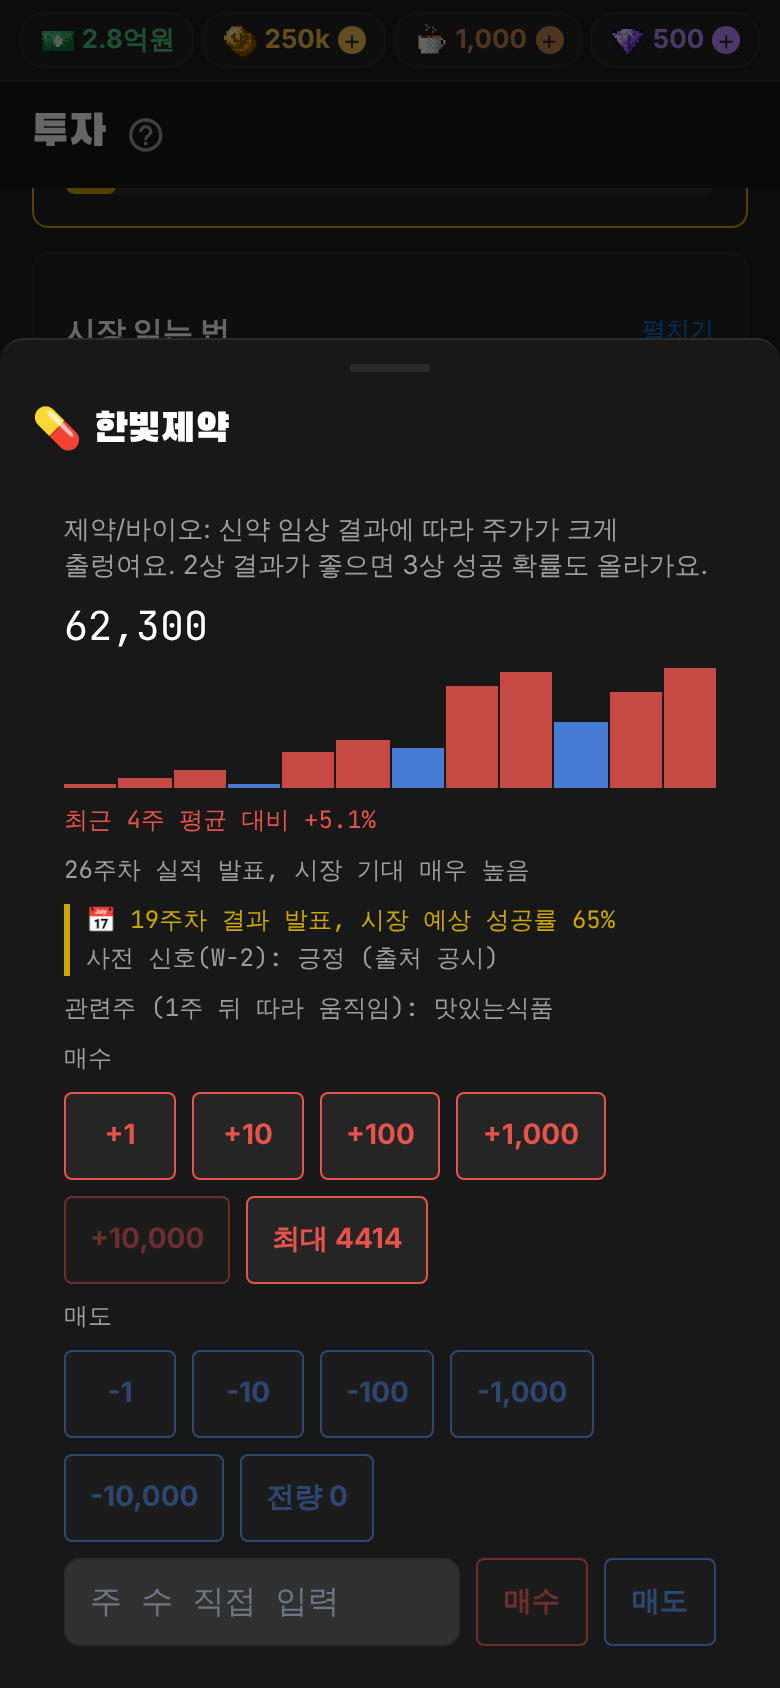 2.8억원 250k + 1,000 + 500 +
투자 ?
시장 읽는 법 펼치기
한빛제약
제약/바이오: 신약 임상 결과에 따라 주가가 크게
출렁여요. 2상 결과가 좋으면 3상 성공 확률도 올라가요.
62,300
최근 4주 평균 대비 +5.1%
26주차 실적 발표, 시장 기대 매우 높음
19주차 결과 발표, 시장 예상 성공률 65%
사전 신호(W-2): 긍정 (출처 공시)
관련주 (1주 뒤 따라 움직임): 맛있는식품
매수
+1 +10 +100 +1,000
+10,000 최대 4414
매도
-1 -10 -100 -1,000
-10,000 전량 0
주 수 직접 입력 매수 매도